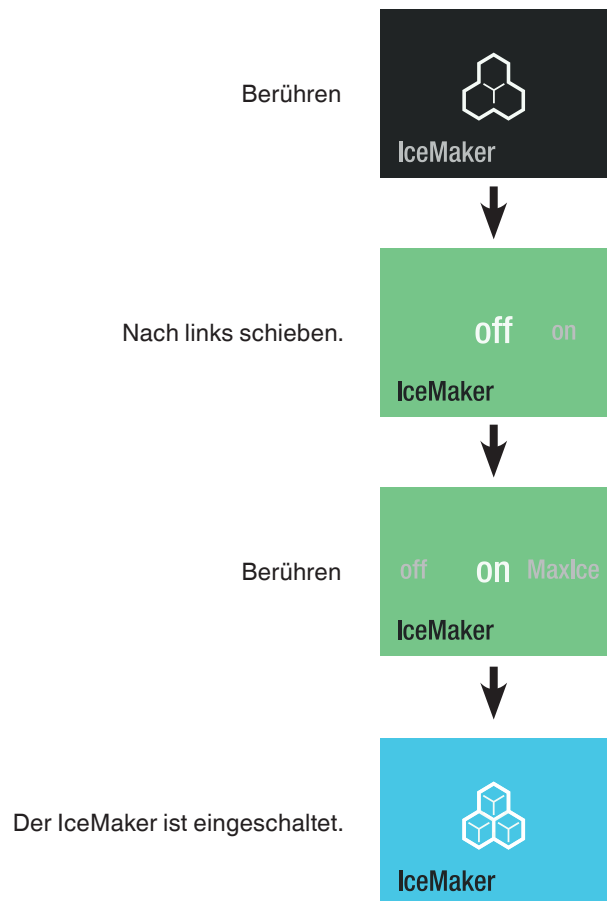 Berühren
IceMaker
Nach links schieben.
off on
IceMaker
Berühren
off on MaxIce
IceMaker
Der IceMaker ist eingeschaltet.
IceMaker